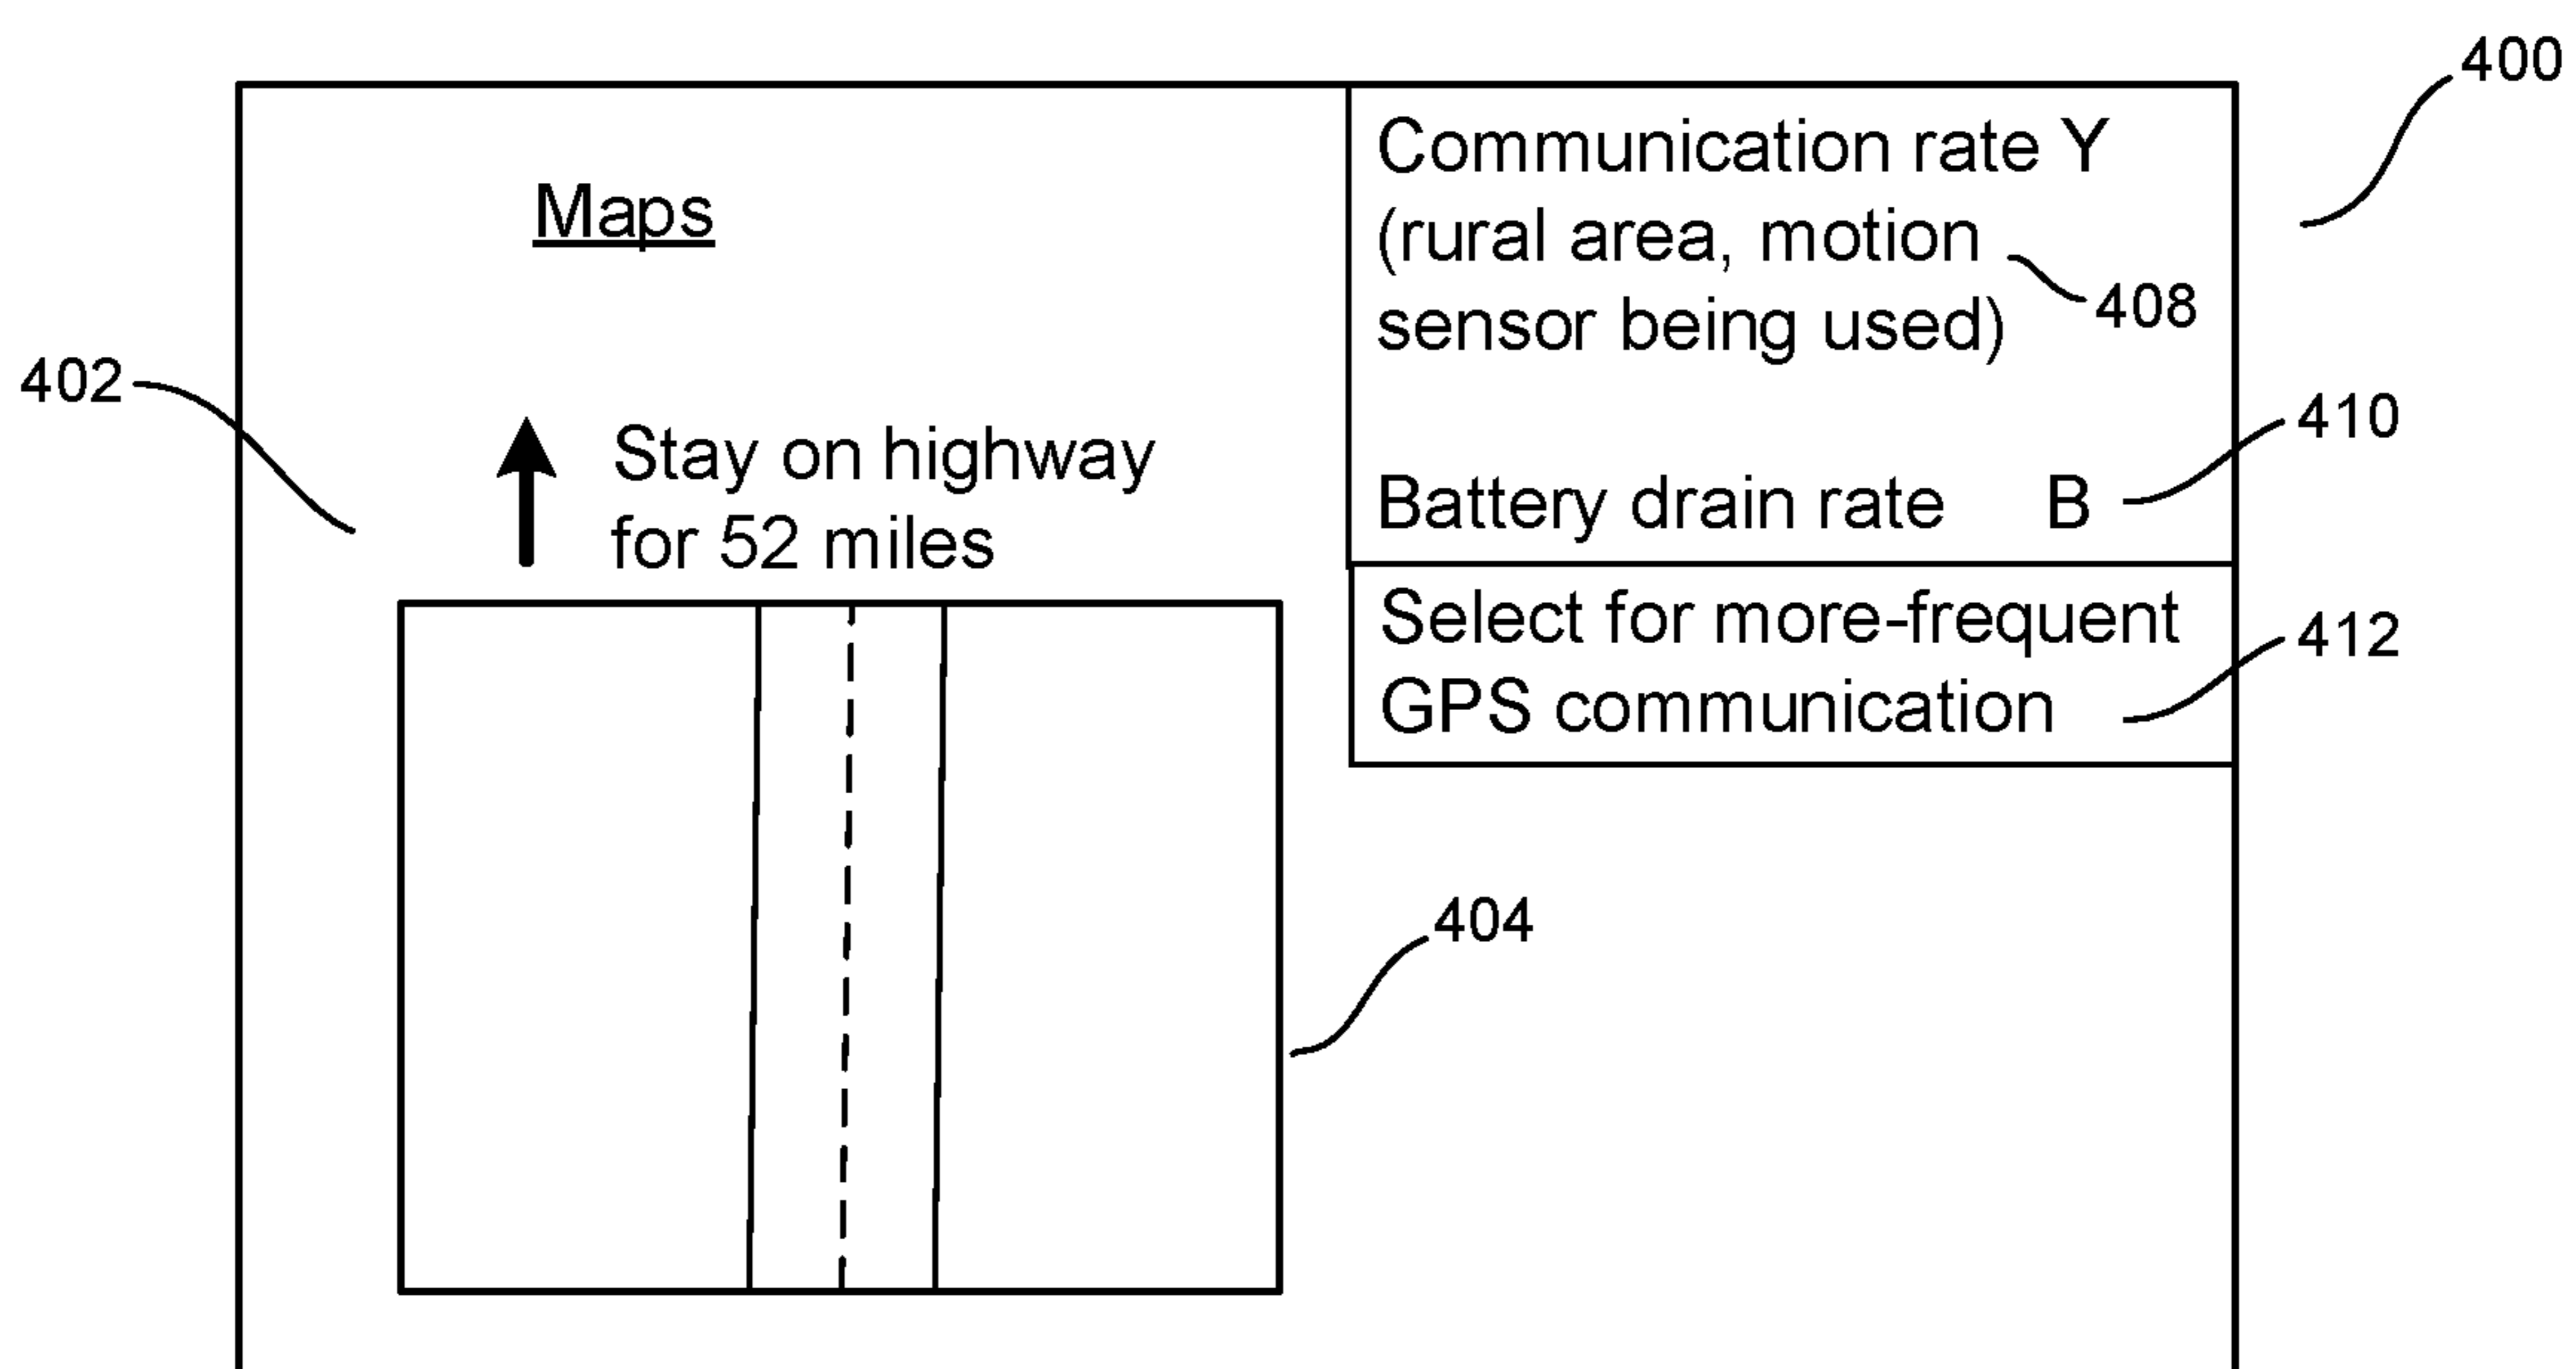 400
Maps
Communication rate Y
(rural area, motion
sensor being used)
408
402
Stay on highway
for 52 miles
Battery drain rate B
410
Select for more-frequent
GPS communication
412
404